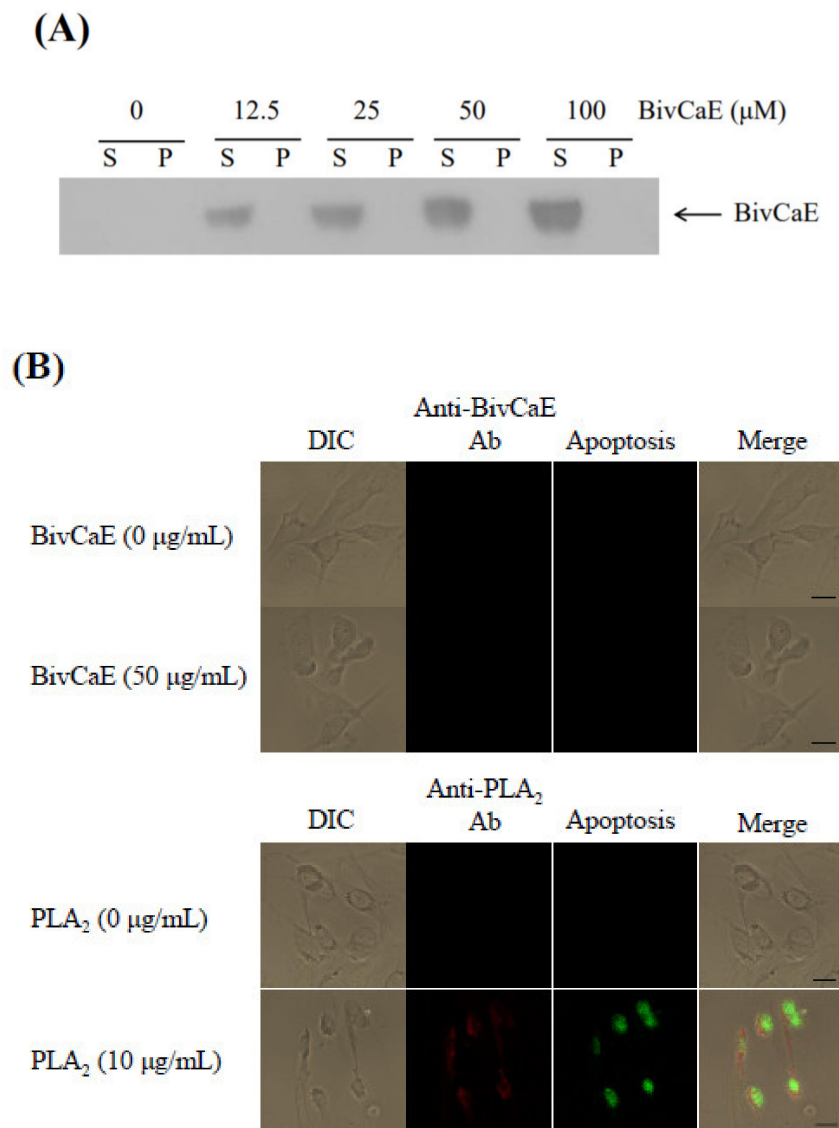 (A)
0 12.5 25 50 100 BivCaE (μM)
S P S P S P S P S P
BivCaE
(B)
Anti-BivCaE
DIC Ab Apoptosis Merge
BivCaE (0 μg/mL)
BivCaE (50 μg/mL)
Anti-PLA₂
DIC Ab Apoptosis Merge
PLA₂ (0 μg/mL)
PLA₂ (10 μg/mL)